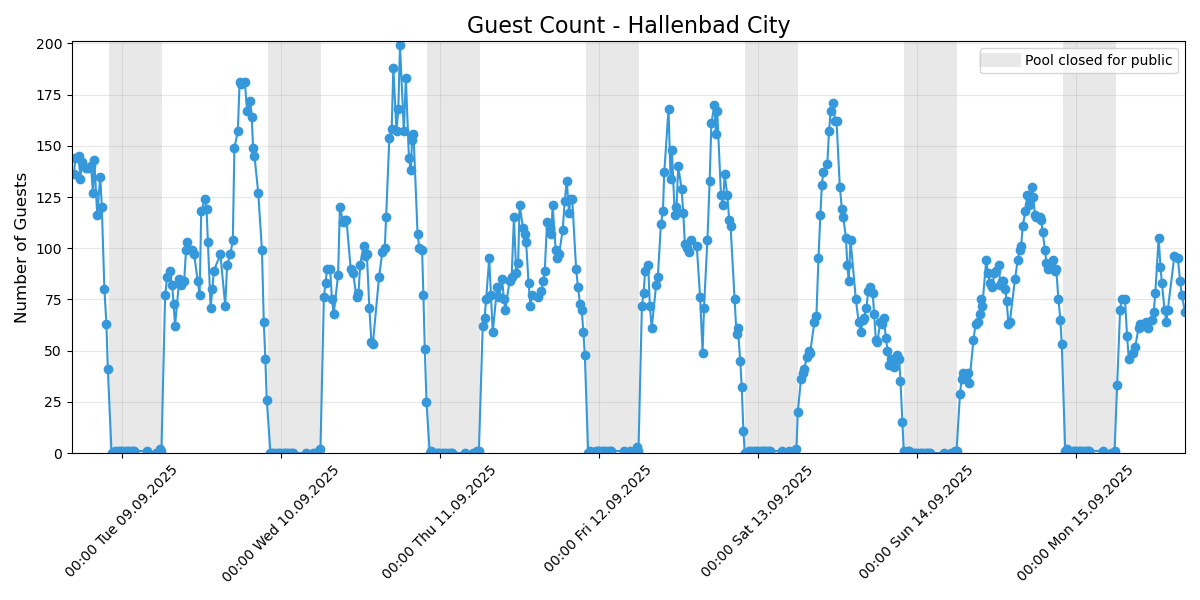 Guest Count - Hallenbad City
Pool closed for public
Number of Guests
200
175
150
125
100
75
50
25
0
00:00 Tue 09.09.2025
00:00 Wed 10.09.2025
00:00 Thu 11.09.2025
00:00 Fri 12.09.2025
00:00 Sat 13.09.2025
00:00 Sun 14.09.2025
00:00 Mon 15.09.2025